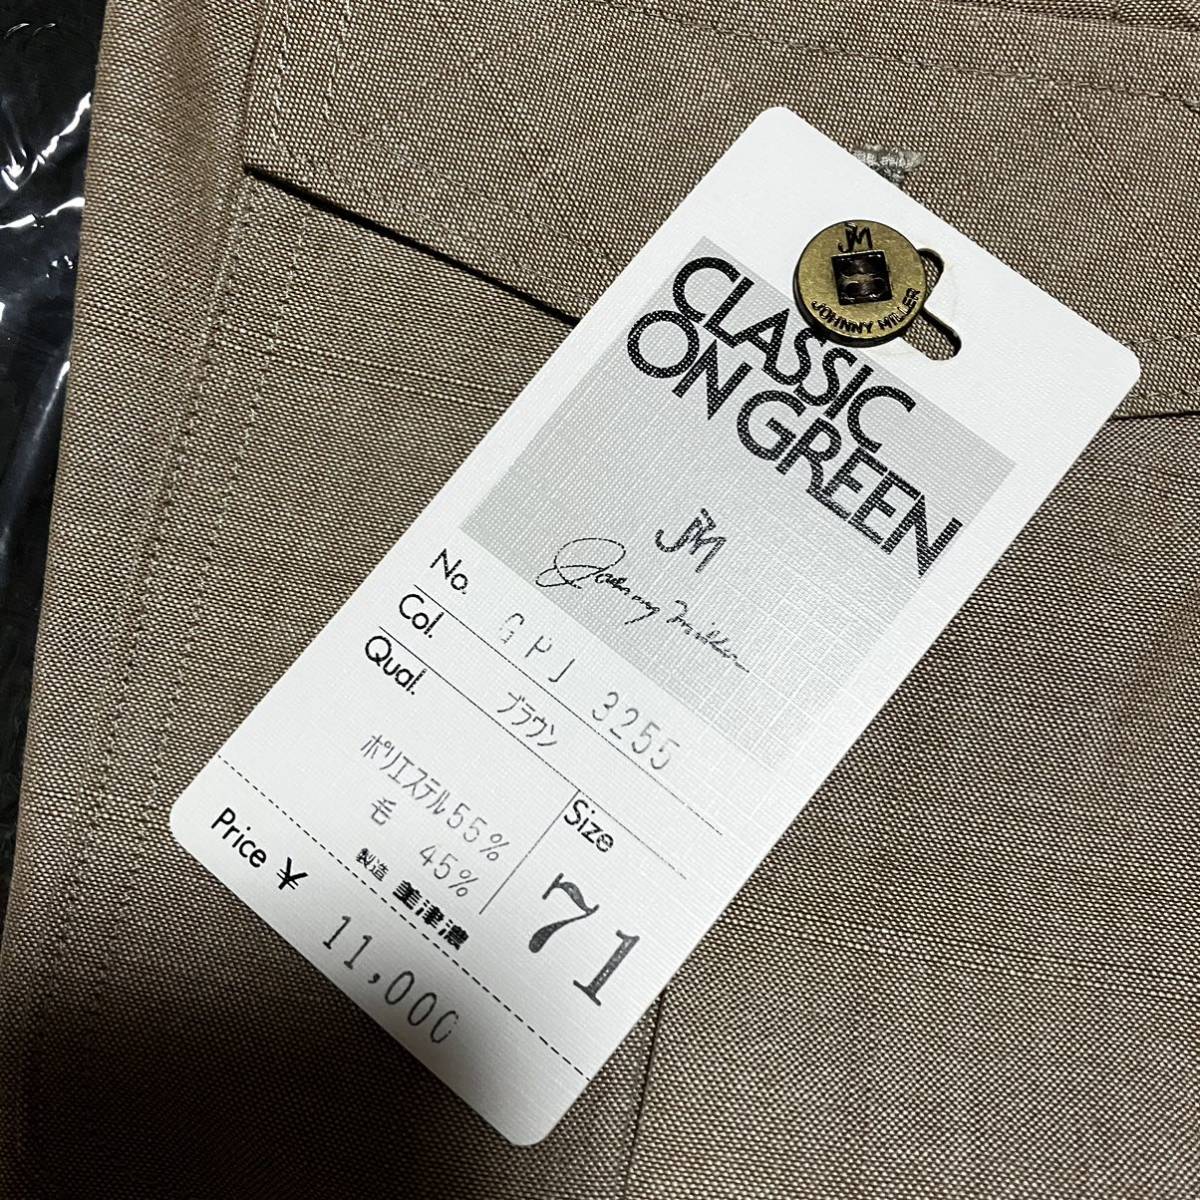 JM
JOHNNY MILLER
CLASSIC
ON GREEN
JM
Johnny Miller
No. GPJ 3255
Col. ブラウン
Qual. ポリエステル55%
毛 45%
製造 美津濃
Size
71
Price ¥ 11,000